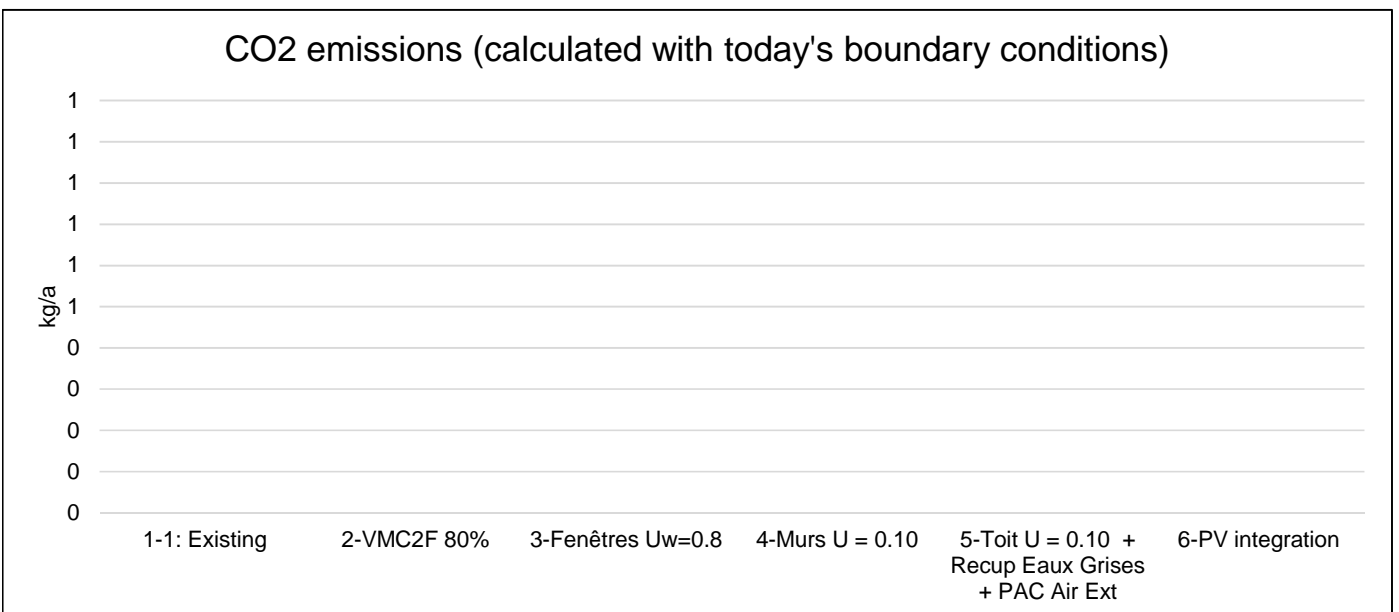 CO2 emissions (calculated with today's boundary conditions)
1
1
1
1
1
1
0
0
0
0
0
kg/a
1-1: Existing
2-VMC2F 80%
3-Fenêtres Uw=0.8
4-Murs U = 0.10
5-Toit U = 0.10 +
Recup Eaux Grises
+ PAC Air Ext
6-PV integration